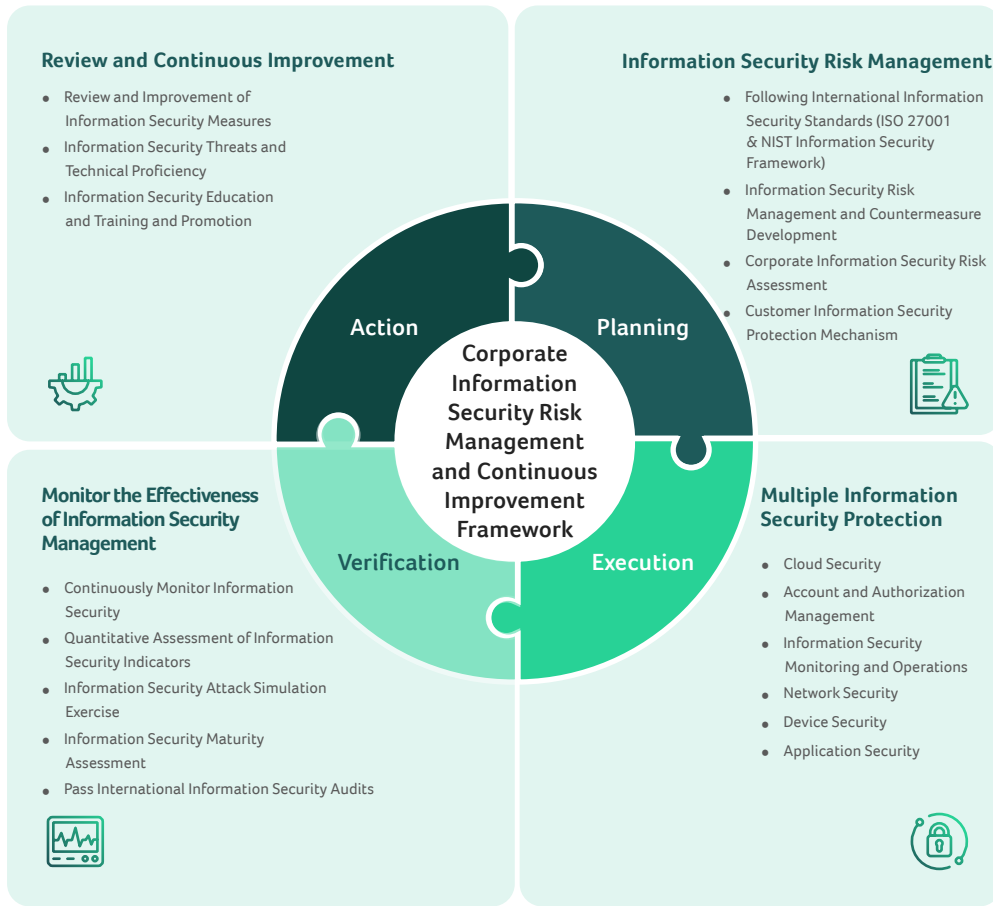 Review and Continuous Improvement
• Review and Improvement of
Information Security Measures
• Information Security Threats and
Technical Proficiency
• Information Security Education
and Training and Promotion
Information Security Risk Management
• Following International Information
Security Standards (ISO 27001
& NIST Information Security
Framework)
• Information Security Risk
Management and Countermeasure
Development
• Corporate Information Security Risk
Assessment
• Customer Information Security
Protection Mechanism
Action
Planning
Corporate
Information
Security Risk
Management
and Continuous
Improvement
Framework
Verification
Execution
Monitor the Effectiveness
of Information Security
Management
• Continuously Monitor Information
Security
• Quantitative Assessment of Information
Security Indicators
• Information Security Attack Simulation
Exercise
• Information Security Maturity
Assessment
• Pass International Information Security Audits
Multiple Information
Security Protection
• Cloud Security
• Account and Authorization
Management
• Information Security
Monitoring and Operations
• Network Security
• Device Security
• Application Security